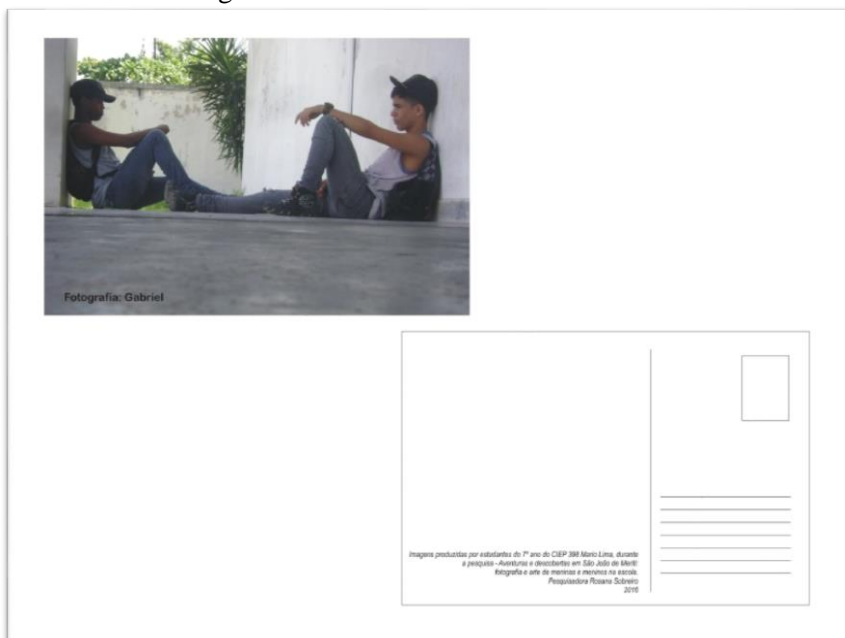 Fotografia: Gabriel
Imagens produzidas por estudantes do 7º ano do CIEP 398 Mario Lima, durante
a pesquisa - Aventuras e descobertas em São João de Meriti:
fotografia e arte de meninas e meninos na escola.
Pesquisadora Rosana Sobreiro
2016